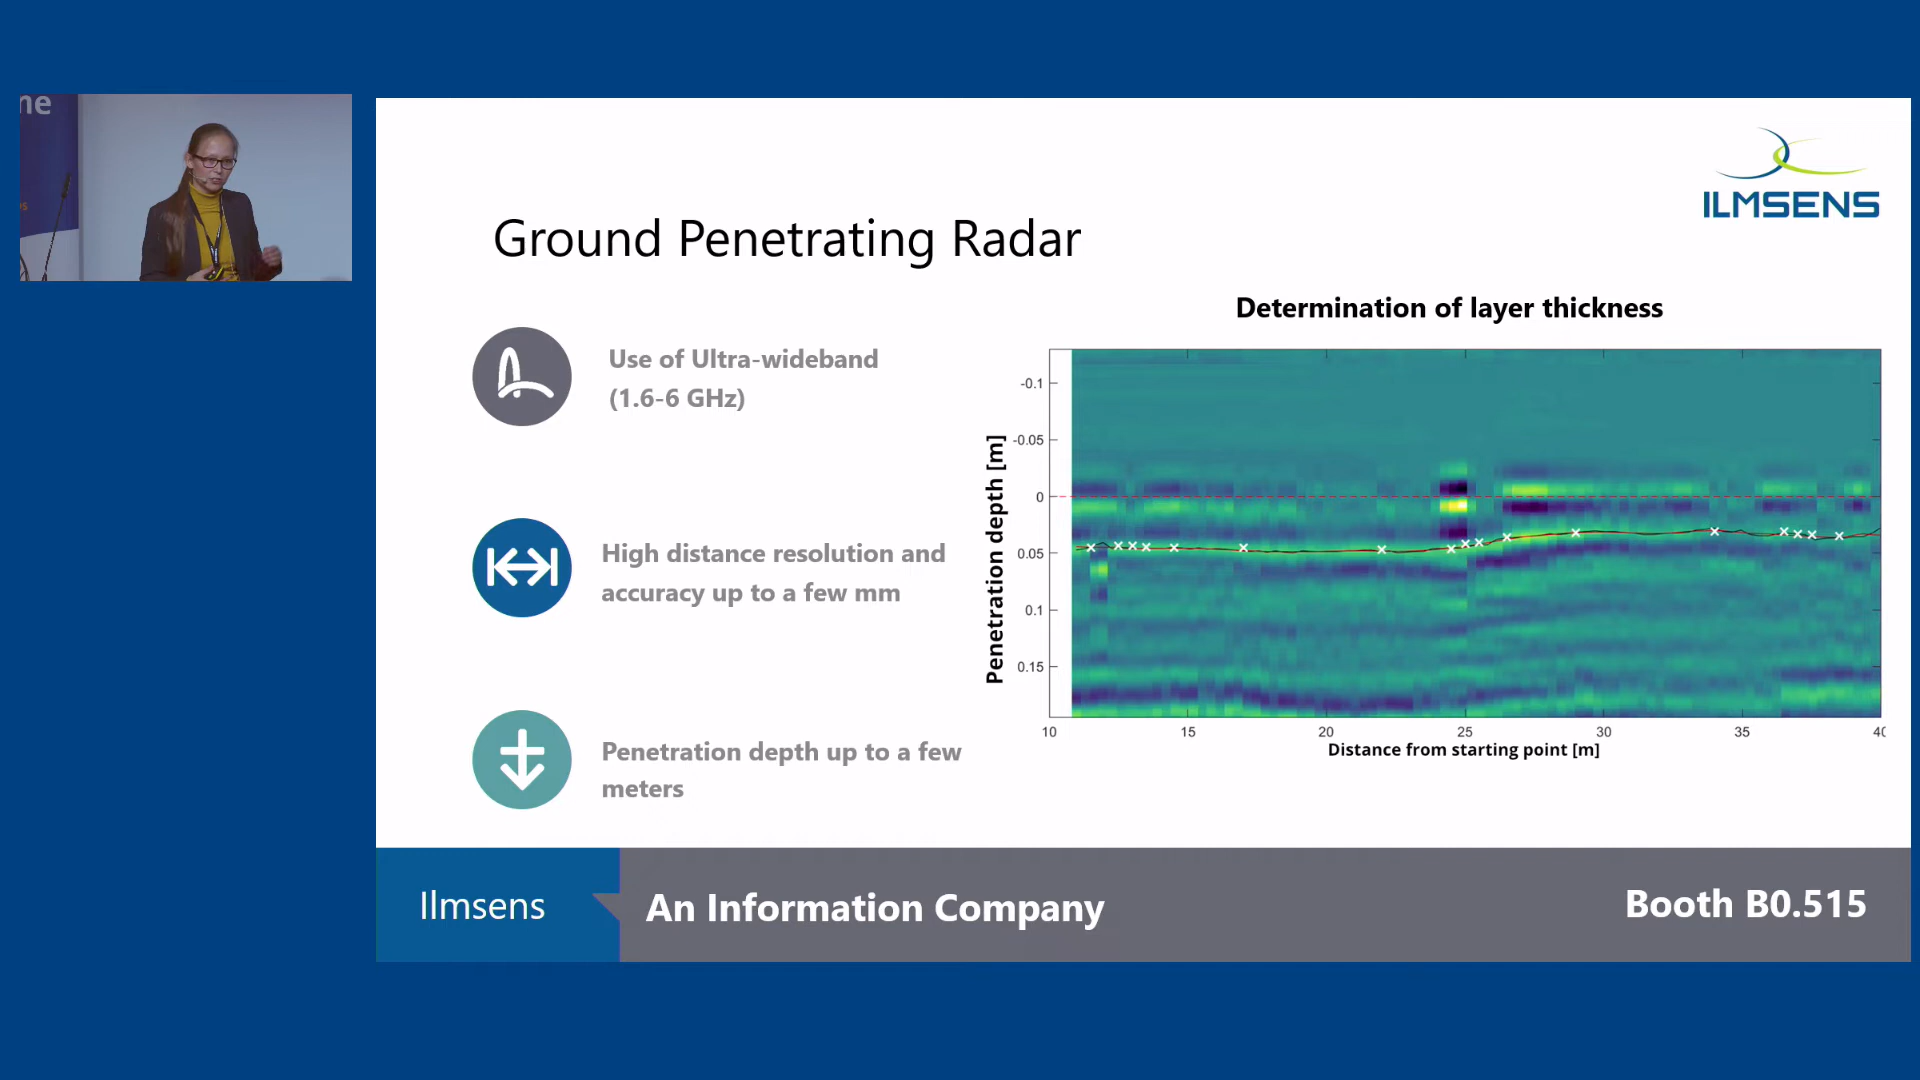 ne
ILMSENS
Ground Penetrating Radar
Use of Ultra-wideband
(1.6-6 GHz)
High distance resolution and
accuracy up to a few mm
Penetration depth up to a few
meters
Determination of layer thickness
Penetration depth [m]
-0.1
-0.05
0
0.05
0.1
0.15
10
15
20
25
30
35
40
Distance from starting point [m]
Ilmsens
An Information Company
Booth B0.515